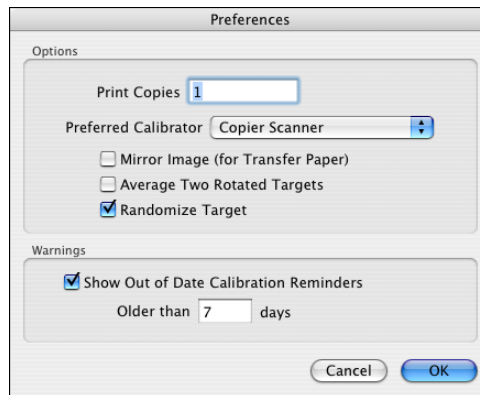 Preferences
Options
Print Copies 1
Preferred Calibrator Copier Scanner
Mirror Image (for Transfer Paper)
Average Two Rotated Targets
Randomize Target
Warnings
Show Out of Date Calibration Reminders
Older than 7 days
Cancel OK